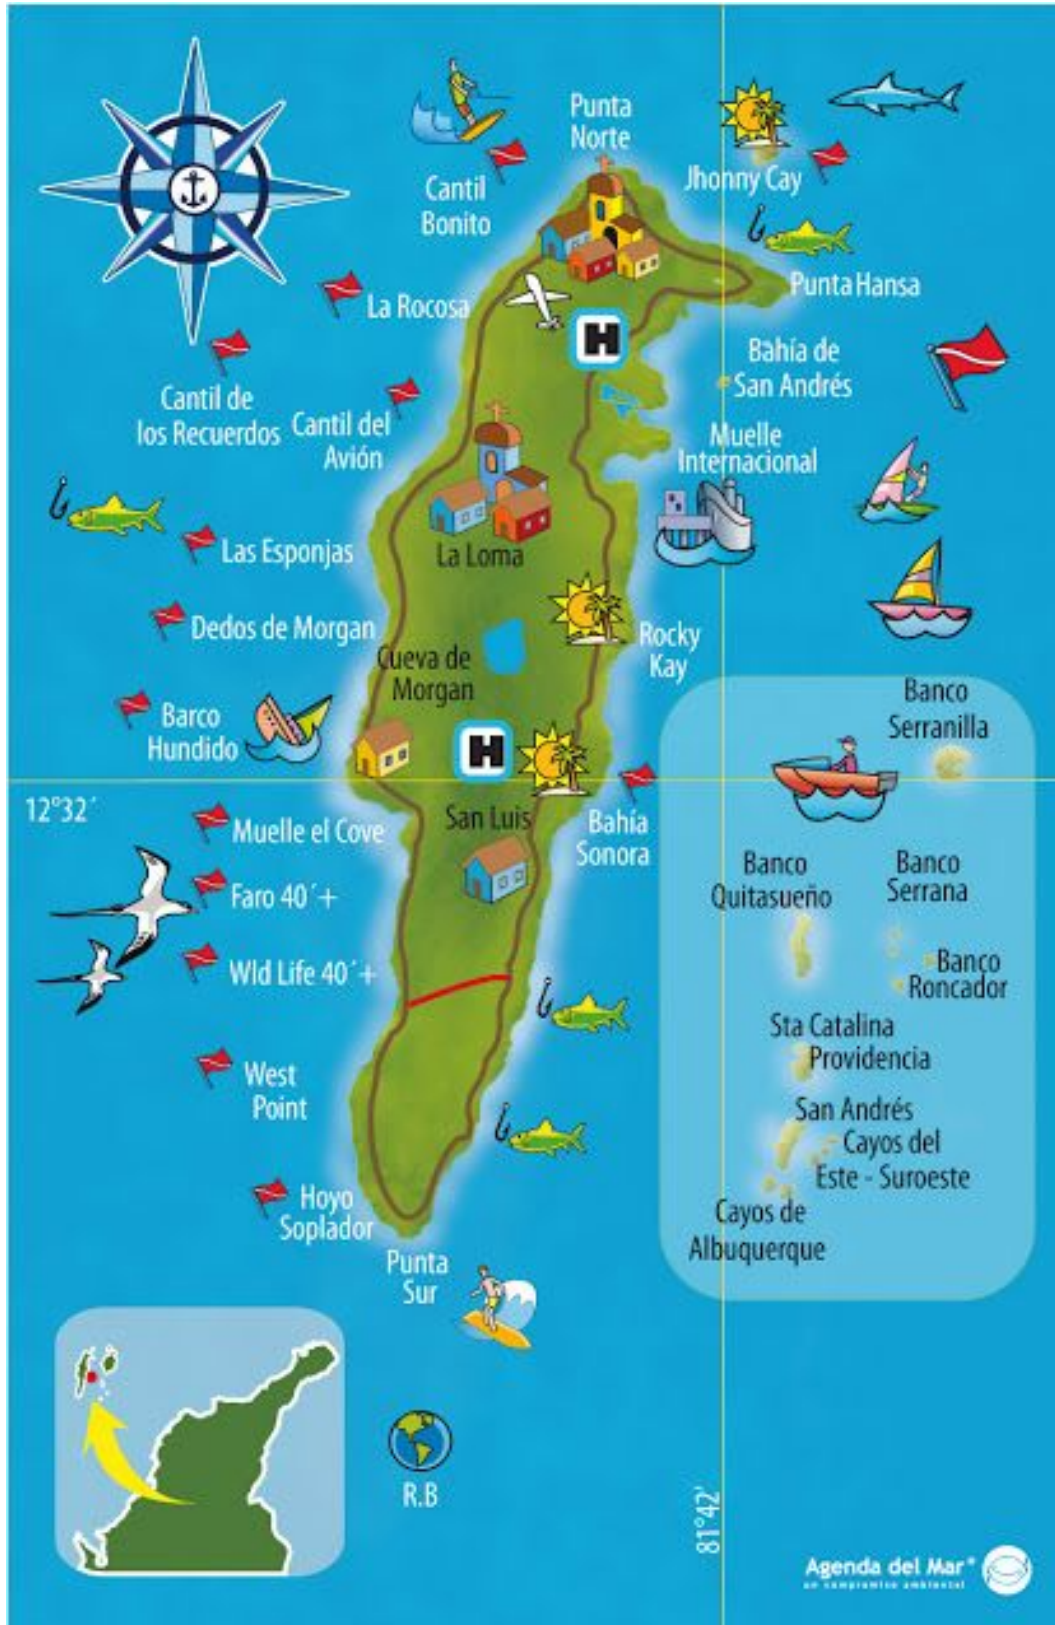 Punta
Norte
Jhonny Cay
Cantil
Bonito
Punta Hansa
La Rocosa
Bahía de
San Andrés
Cantil de
los Recuerdos
Cantil del
Avión
Muelle
Internacional
H
Las Esponjas
La Loma
Dedos de Morgan
Rocky
Kay
Cueva de
Morgan
Barco
Hundido
H
12°32´
Muelle el Cove
San Luis
Bahía
Sonora
Faro 40´+
Wld Life 40´+
West
Point
Hoyo
Soplador
Punta
Sur
Banco
Serranilla
Banco
Quitasueño
Banco
Serrana
Banco
Roncador
Sta Catalina
Providencia
San Andrés
Cayos del
Este - Suroeste
Cayos de
Albuquerque
R.B
81°42'
Agenda del Mar®
un compromiso ambiental